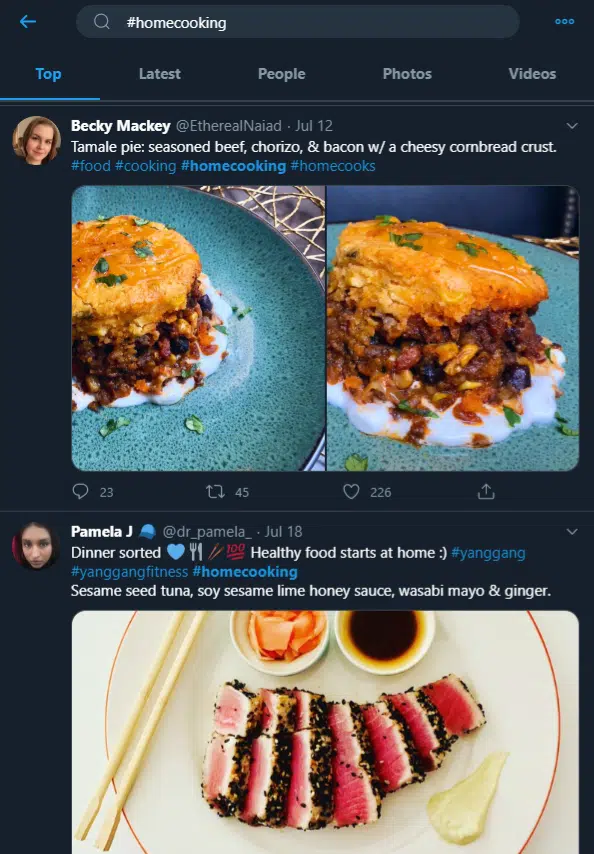 #homecooking
Top Latest People Photos Videos
Becky Mackey @EtherealNaiad · Jul 12
Tamale pie: seasoned beef, chorizo, & bacon w/ a cheesy cornbread crust.
#food #cooking #homecooking #homecooks
23 45 226
Pamela J 🧢 @dr_pamela_ · Jul 18
Dinner sorted 💙🍴🥢💯 Healthy food starts at home :) #yanggang
#yanggangfitness #homecooking
Sesame seed tuna, soy sesame lime honey sauce, wasabi mayo & ginger.